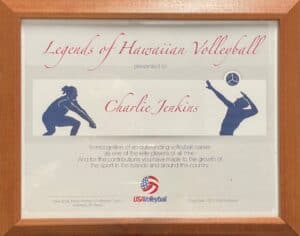 Legends of Hawaiian Volleyball
presented to
Charlie Jenkins
In recognition of an outstanding volleyball career
as one of the elite players of all time
And for the contributions you have made to the growth of
the sport in the islands and around the country.
USAVolleyball